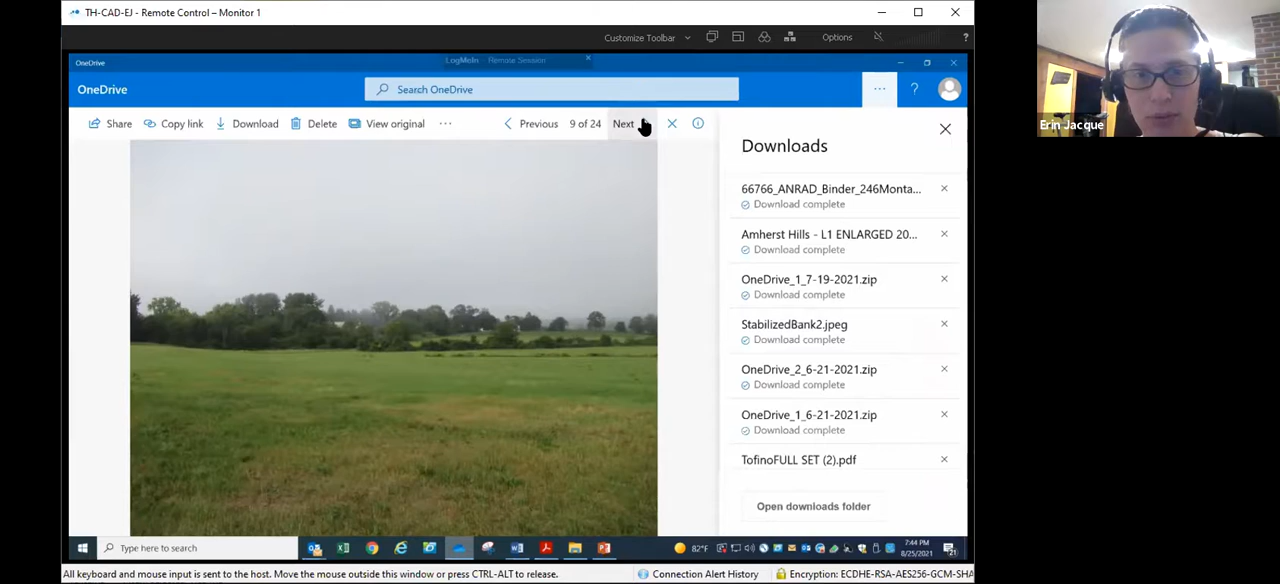 TH-CAD-EJ - Remote Control – Monitor 1
Customize Toolbar
Options
?
OneDrive
LogMeIn - Remote Session
OneDrive
Search OneDrive
?
Share
Copy link
Download
Delete
View original
Previous
9 of 24
Next
Erin Jacque
Downloads
66766_ANRAD_Binder_246Monta...
Download complete
Amherst Hills - L1 ENLARGED 20...
Download complete
OneDrive_1_7-19-2021.zip
Download complete
StabilizedBank2.jpeg
Download complete
OneDrive_2_6-21-2021.zip
Download complete
OneDrive_1_6-21-2021.zip
Download complete
TofinoFULL SET (2).pdf
Open downloads folder
Type here to search
82°F
7:44 PM
8/25/2021
21
All keyboard and mouse input is sent to the host. Move the mouse outside this window or press CTRL-ALT to release.
Connection Alert History
Encryption: ECDHE-RSA-AES256-GCM-SHA